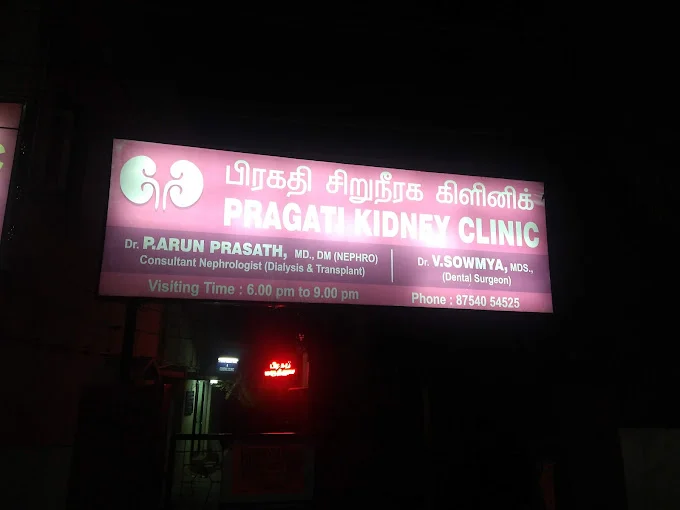 பிரகதி சிறுநீரக கிளினிக்
PRAGATI KIDNEY CLINIC
Dr. P.ARUN PRASATH, MD., DM (NEPHRO)
Consultant Nephrologist (Dialysis & Transplant)
Dr. V.SOWMYA, MDS.,
(Dental Surgeon)
Visiting Time : 6.00 pm to 9.00 pm
Phone : 87540 54525